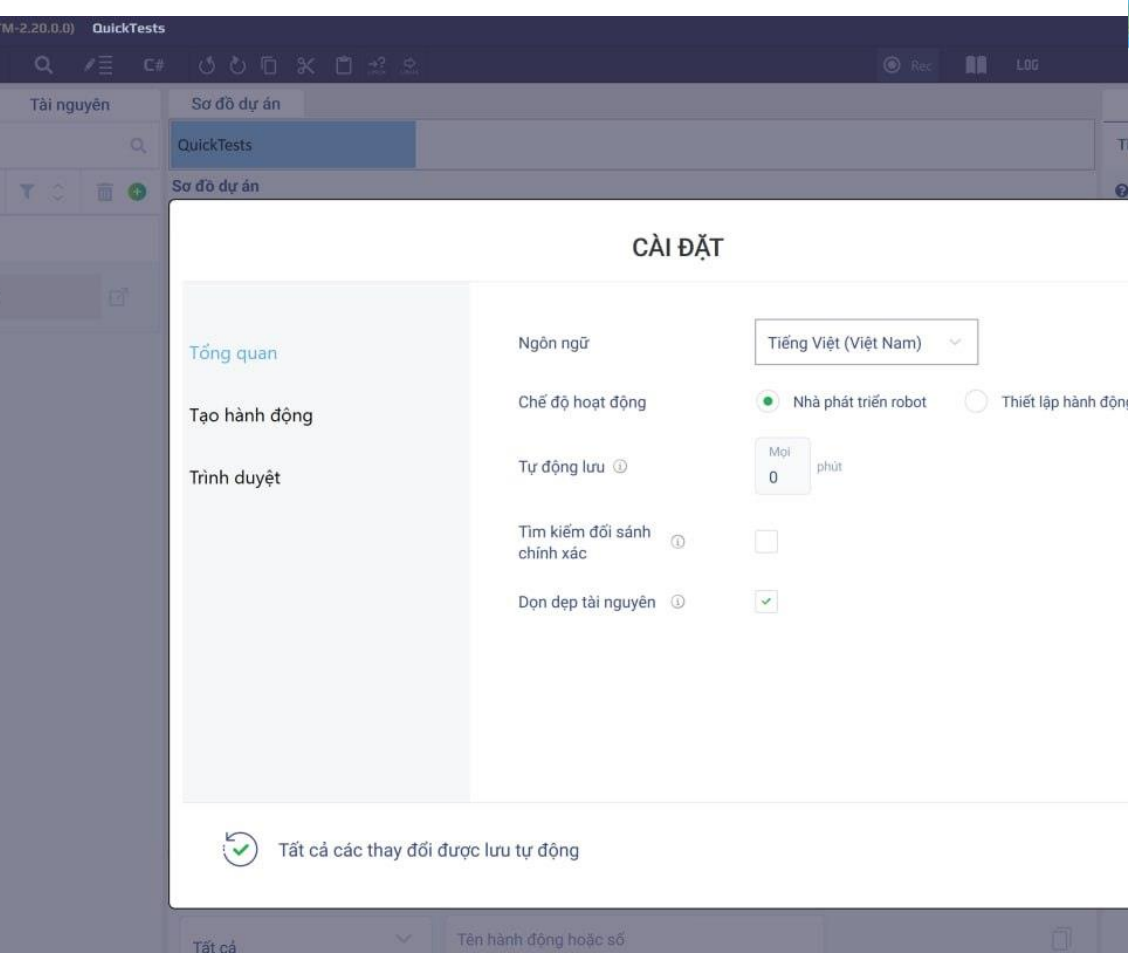 TM-2.20.0.0) QuickTests
C# Rec LOG
Tài nguyên Sơ đồ dự án
QuickTests
Sơ đồ dự án
CÀI ĐẶT
Tổng quan
Tạo hành động
Trình duyệt
Ngôn ngữ Tiếng Việt (Việt Nam)
Chế độ hoạt động Nhà phát triển robot Thiết lập hành động
Tự động lưu Mọi 0 phút
Tìm kiếm đối sánh
chính xác
Dọn dẹp tài nguyên
Tất cả các thay đổi được lưu tự động
Tất cả Tên hành động hoặc số